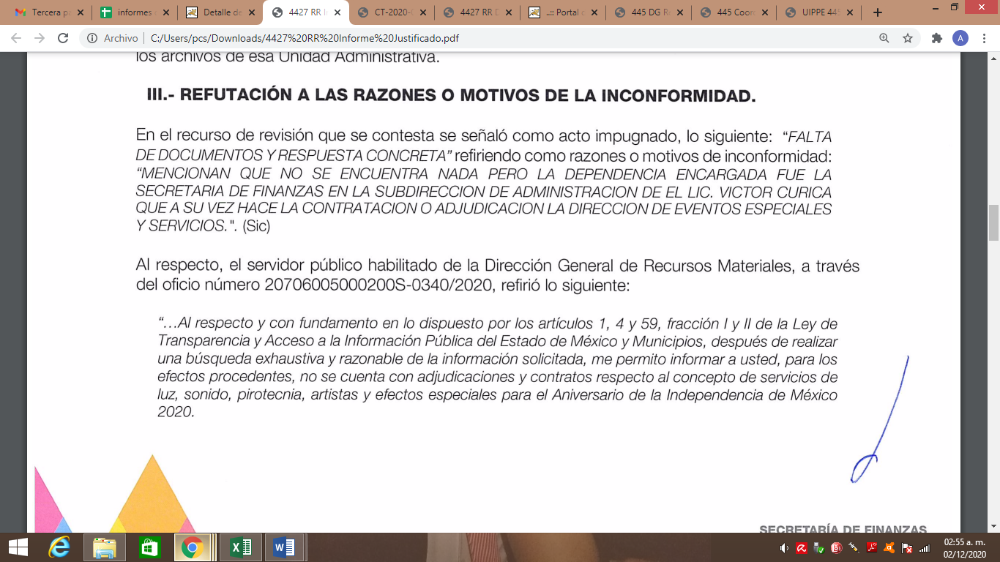 Tercera pa
informes
Detalle de
4427 RR I
CT-2020-
4427 RR D
..:: Portal
445 DG R
445 Coor
UIPPE 44
Archivo
C:/Users/pcs/Downloads/4427%20RR%20Informe%20Justificado.pdf
A
los archivos de esa Unidad Administrativa.
III.- REFUTACIÓN A LAS RAZONES O MOTIVOS DE LA INCONFORMIDAD.
En el recurso de revisión que se contesta se señaló como acto impugnado, lo siguiente: “FALTA
DE DOCUMENTOS Y RESPUESTA CONCRETA” refiriendo como razones o motivos de inconformidad:
“MENCIONAN QUE NO SE ENCUENTRA NADA PERO LA DEPENDENCIA ENCARGADA FUE LA
SECRETARIA DE FINANZAS EN LA SUBDIRECCION DE ADMINISTRACION DE EL LIC. VICTOR CURICA
QUE A SU VEZ HACE LA CONTRATACION O ADJUDICACION LA DIRECCION DE EVENTOS ESPECIALES
Y SERVICIOS.". (Sic)
Al respecto, el servidor público habilitado de la Dirección General de Recursos Materiales, a través
del oficio número 20706005000200S-0340/2020, refirió lo siguiente:
“…Al respecto y con fundamento en lo dispuesto por los artículos 1, 4 y 59, fracción I y II de la Ley de
Transparencia y Acceso a la Información Pública del Estado de México y Municipios, después de realizar
una búsqueda exhaustiva y razonable de la información solicitada, me permito informar a usted, para los
efectos procedentes, no se cuenta con adjudicaciones y contratos respecto al concepto de servicios de
luz, sonido, pirotecnia, artistas y efectos especiales para el Aniversario de la Independencia de México
2020.
SECRETARÍA DE FINANZAS
02:55 a. m.
02/12/2020